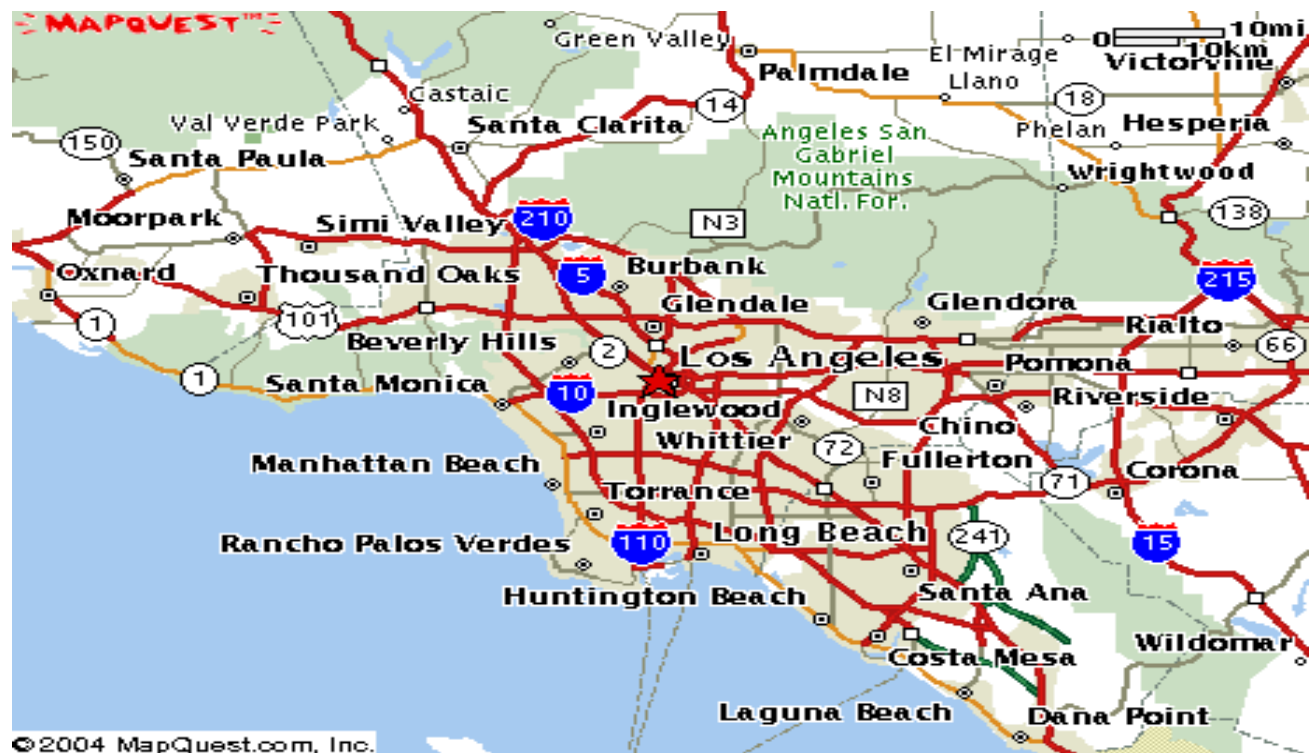 MAPQUEST™
Green Valley
El Mirage
0 10mi
10km
Palmdale
Llano
Victorville
Castaic
14
18
Val Verde Park
Santa Clarita
Phelan
Hesperia
150
Santa Paula
Angeles San
Gabriel
Mountains
Natl. For.
Wrightwood
Moorpark
Simi Valley
210
N3
138
Oxnard
Thousand Oaks
5
Burbank
215
1
101
Glendale
Glendora
Rialto
66
Beverly Hills
2
Los Angeles
Pomona
1
Santa Monica
10
Inglewood
N8
Riverside
Whittier
Chino
72
Manhattan Beach
Fullerton
Corona
Torrance
71
Rancho Palos Verdes
110
Long Beach
241
15
Huntington Beach
Santa Ana
Wildomar
Costa Mesa
Laguna Beach
Dana Point
©2004 MapQuest.com, Inc.